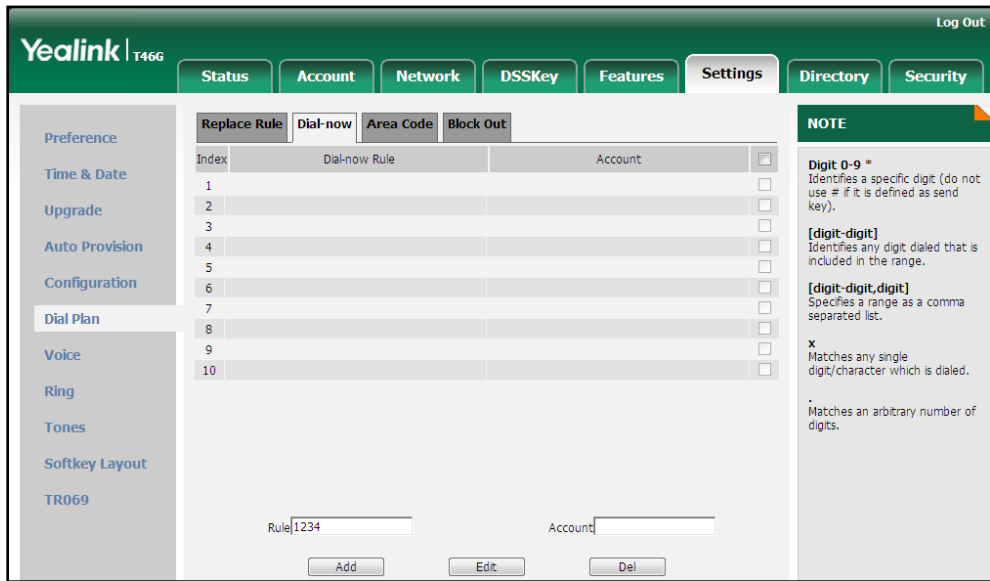 Log Out
Yealink | T46G
Status Account Network DSSKey Features Settings Directory Security
Preference
Time & Date
Upgrade
Auto Provision
Configuration
Dial Plan
Voice
Ring
Tones
Softkey Layout
TR069
Replace Rule Dial-now Area Code Block Out
Index Dial-now Rule Account
1
2
3
4
5
6
7
8
9
10
Rule 1234 Account
Add Edit Del
NOTE
Digit 0-9 *
Identifies a specific digit (do not
use # if it is defined as send
key).
[digit-digit]
Identifies any digit dialed that is
included in the range.
[digit-digit,digit]
Specifies a range as a comma
separated list.
x
Matches any single
digit/character which is dialed.
.
Matches an arbitrary number of
digits.